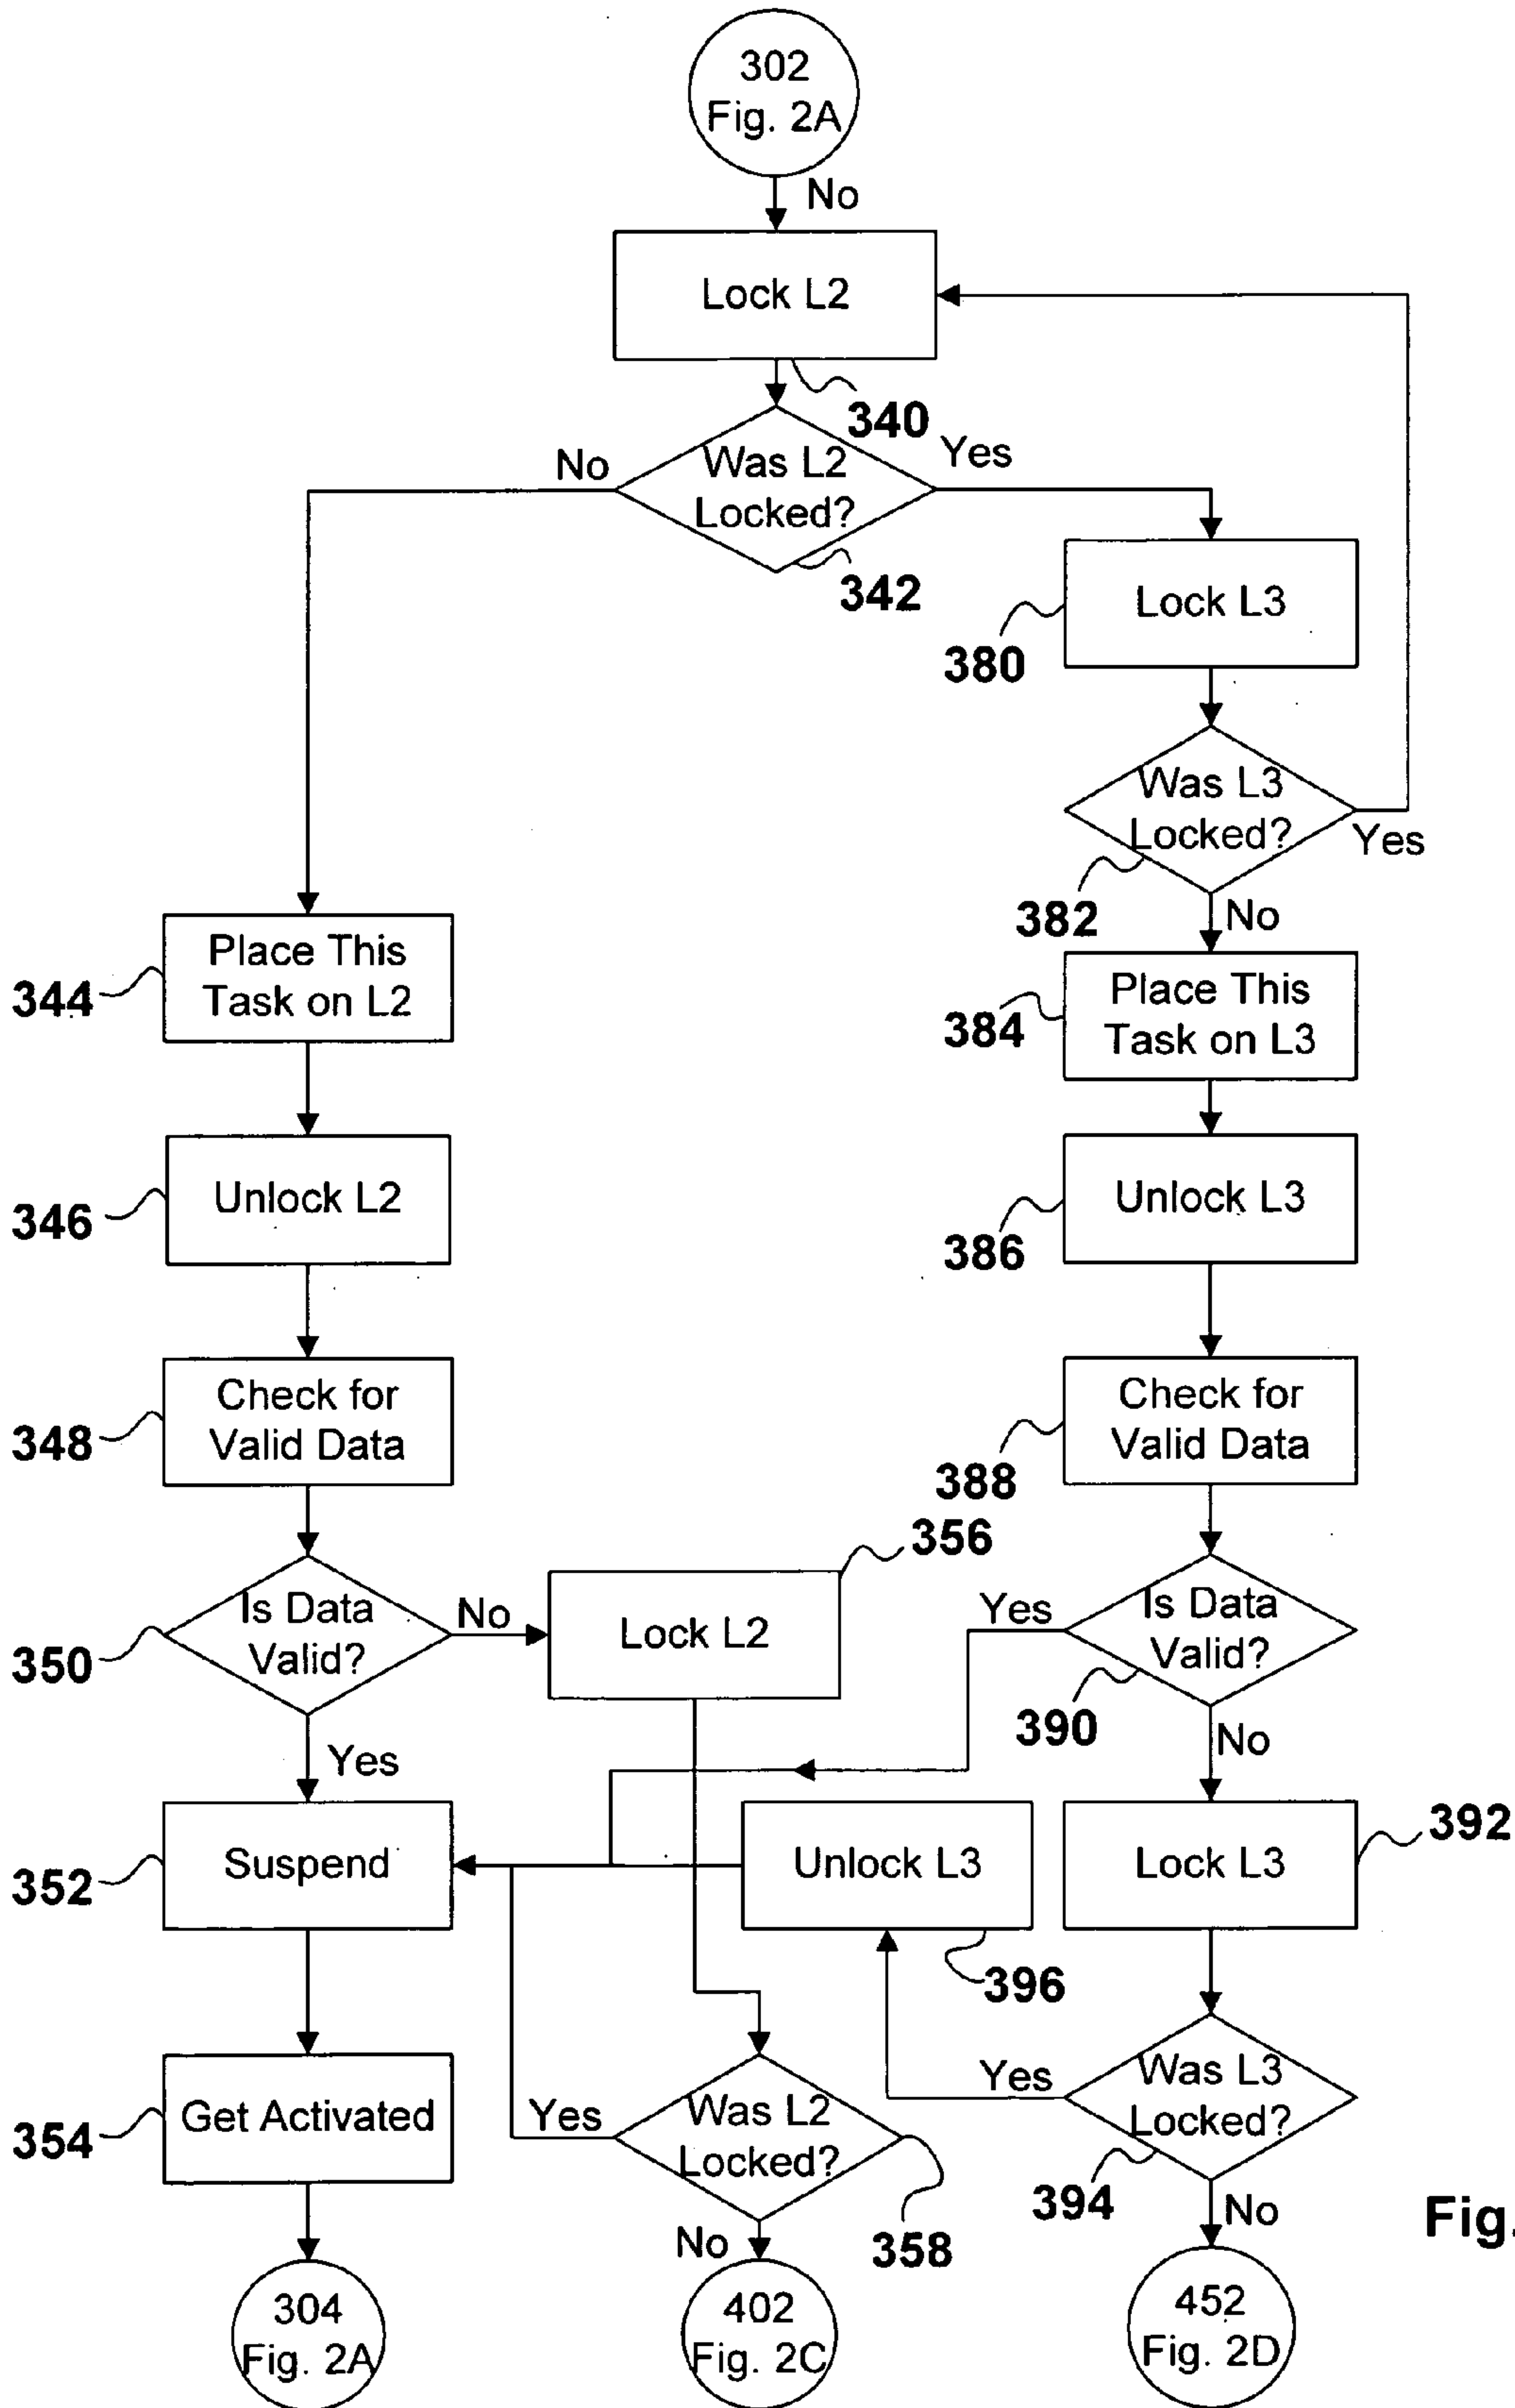 302
Fig. 2A
No
Lock L2
340
Was L2
Locked?
No
Yes
342
Lock L3
380
Was L3
Locked?
Yes
382
No
Place This
Task on L2
344
Place This
Task on L3
384
Unlock L2
346
Unlock L3
386
Check for
Valid Data
348
Check for
Valid Data
388
356
Is Data
Valid?
No
350
Lock L2
Yes
Is Data
Valid?
390
Yes
No
Suspend
352
Unlock L3
396
Lock L3
392
Get Activated
354
Yes
Was L2
Locked?
358
Yes
Was L3
Locked?
394
No
No
Fig.
304
Fig. 2A
402
Fig. 2C
452
Fig. 2D